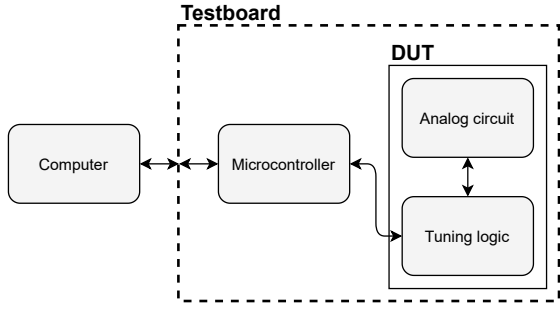 Testboard
DUT
Analog circuit
Computer
Microcontroller
Tuning logic